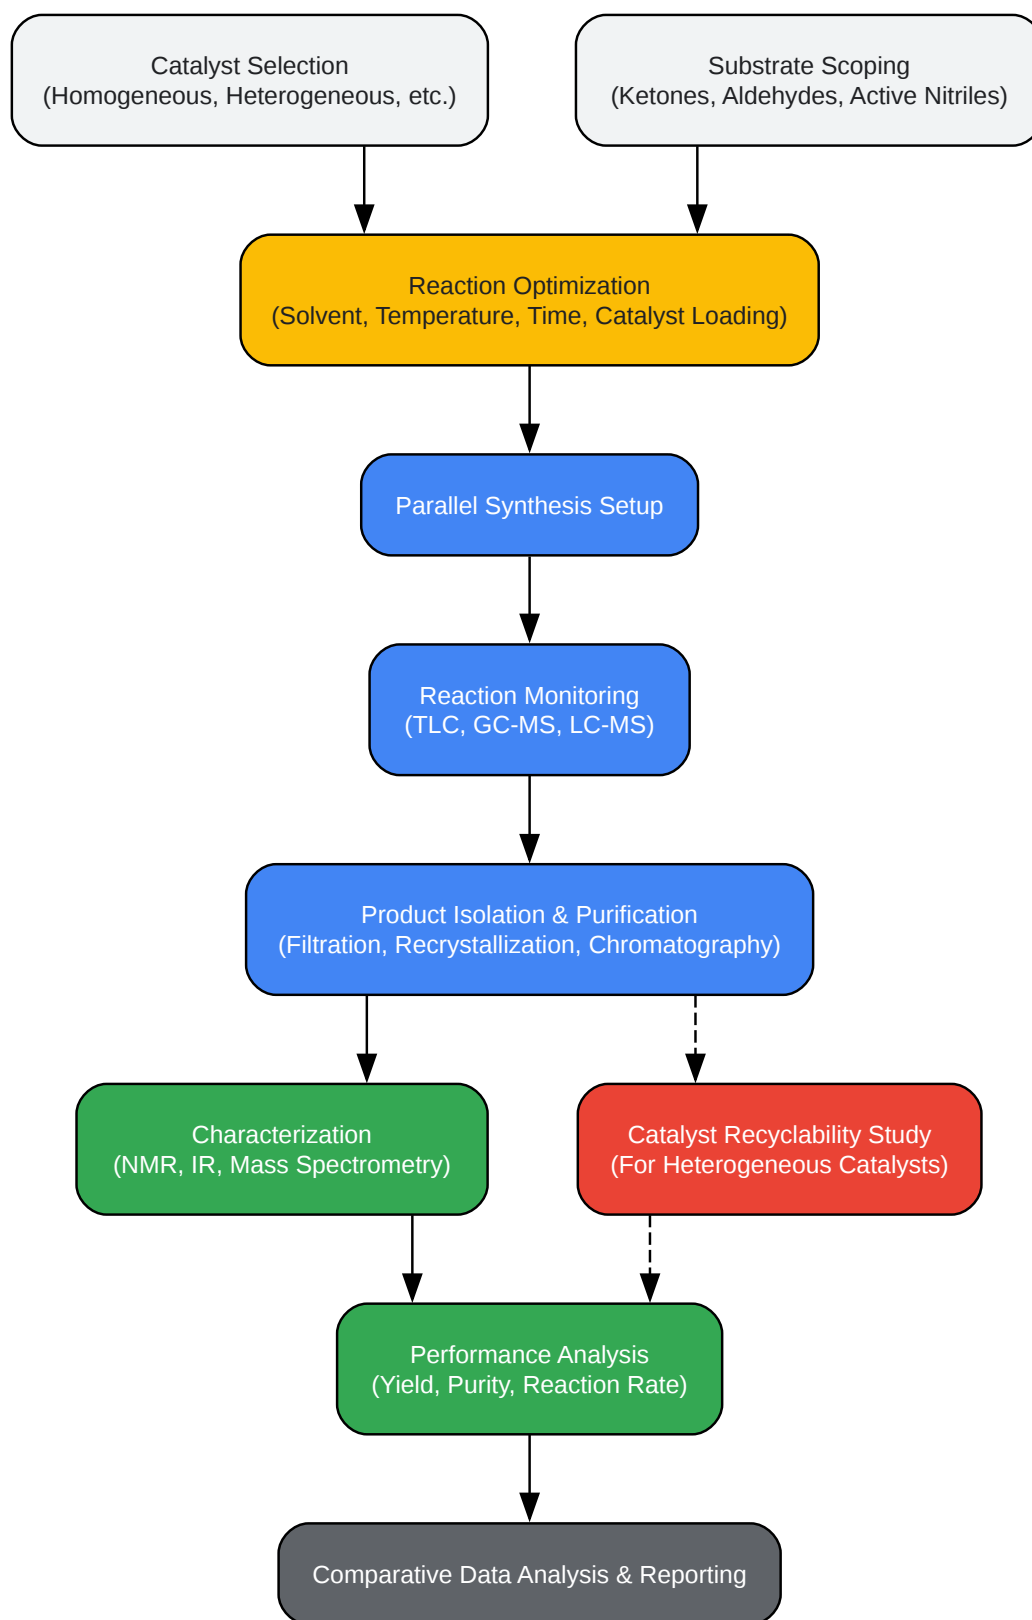 Catalyst Selection
(Homogeneous, Heterogeneous, etc.)
Substrate Scoping
(Ketones, Aldehydes, Active Nitriles)
Reaction Optimization
(Solvent, Temperature, Time, Catalyst Loading)
Parallel Synthesis Setup
Reaction Monitoring
(TLC, GC-MS, LC-MS)
Product Isolation & Purification
(Filtration, Recrystallization, Chromatography)
Characterization
(NMR, IR, Mass Spectrometry)
Catalyst Recyclability Study
(For Heterogeneous Catalysts)
Performance Analysis
(Yield, Purity, Reaction Rate)
Comparative Data Analysis & Reporting